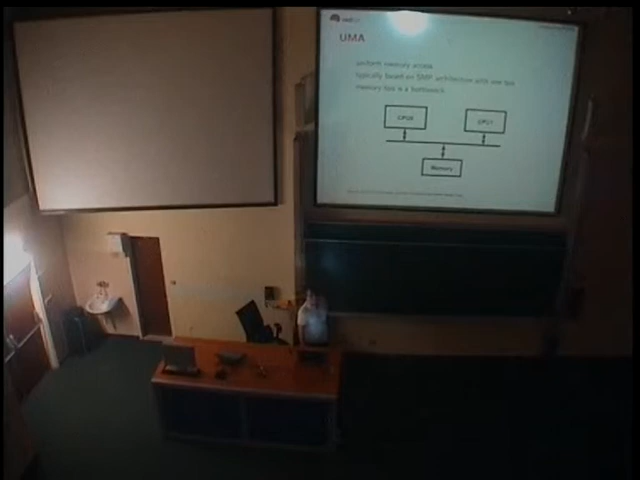 UMA
uniform memory access
typically based on SMP architecture with one bus
memory bus is a bottleneck
CPU0
CPU1
Memory